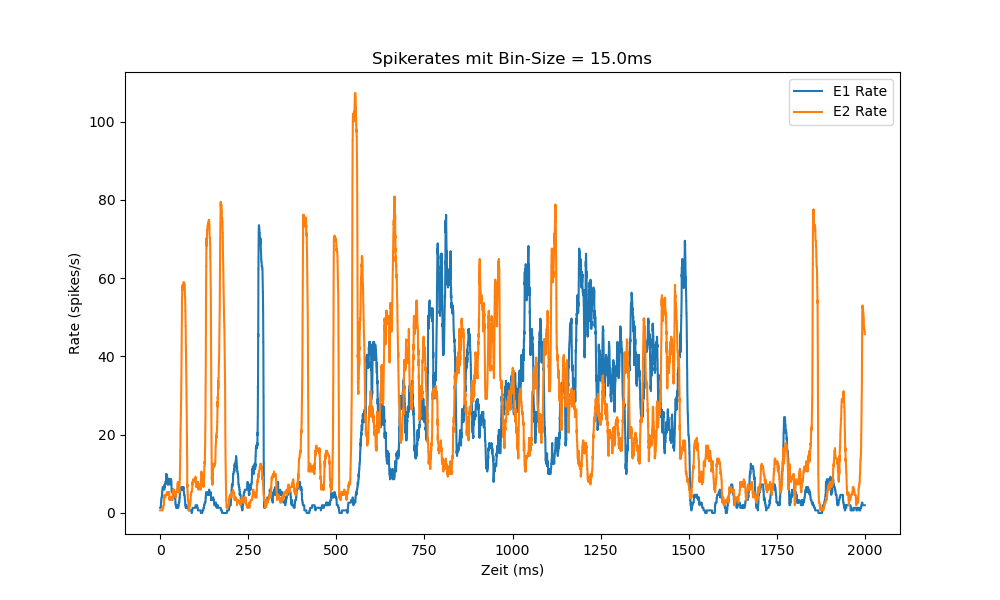 Spikerates mit Bin-Size = 15.0ms
E1 Rate
E2 Rate
100
80
60
40
20
0
Rate (spikes/s)
0 250 500 750 1000 1250 1500 1750 2000
Zeit (ms)